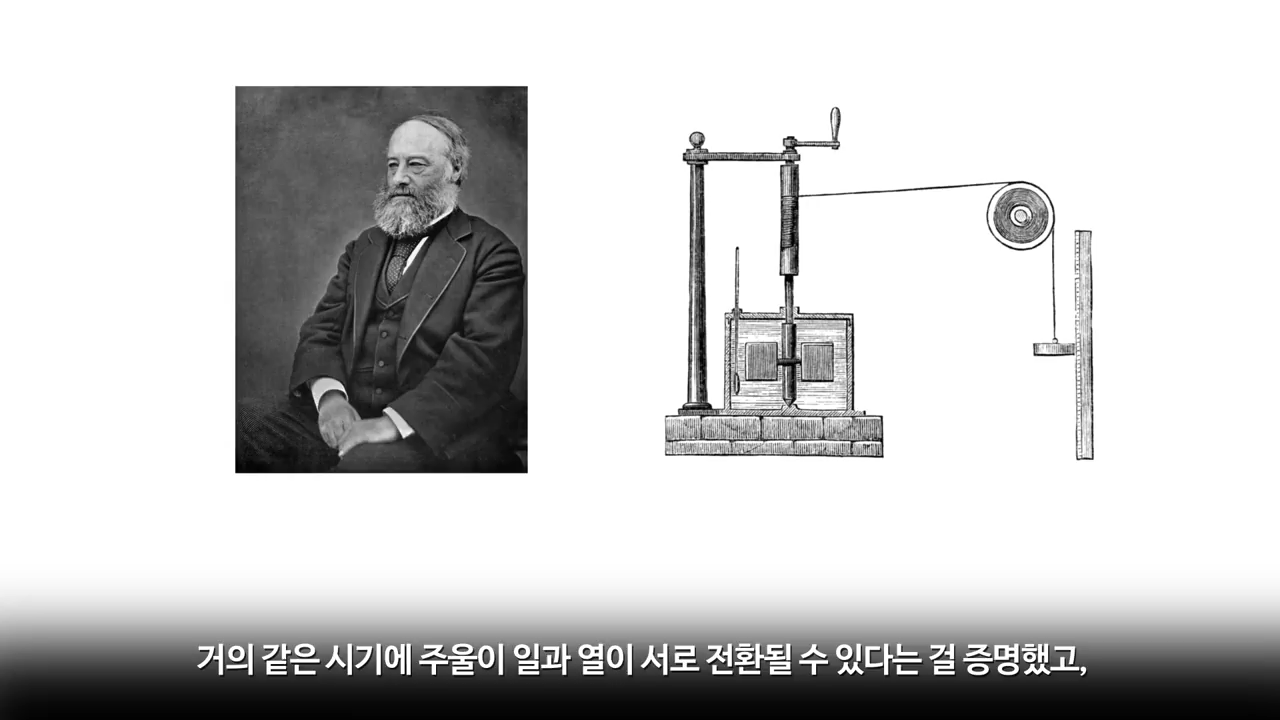 거의 같은 시기에 주울이 일과 열이 서로 전환될 수 있다는 걸 증명했고,